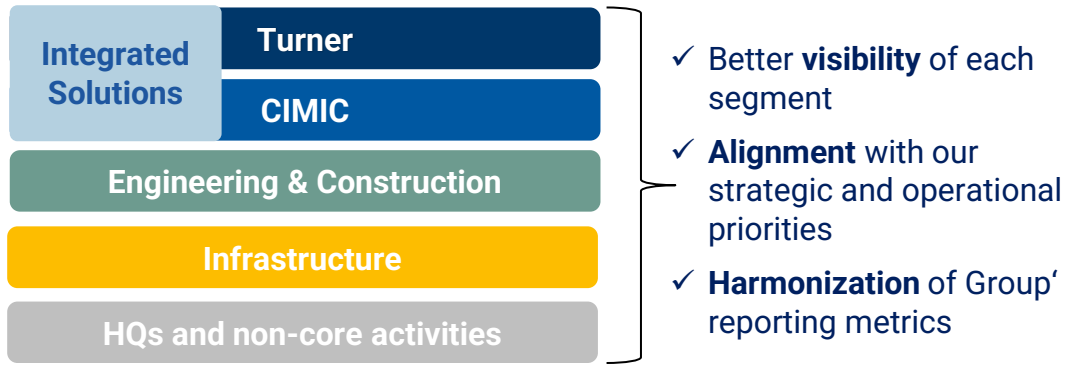 Integrated
Solutions
Turner
CIMIC
Engineering & Construction
Infrastructure
HQs and non-core activities
✓ Better visibility of each
segment
✓ Alignment with our
strategic and operational
priorities
✓ Harmonization of Group‘
reporting metrics